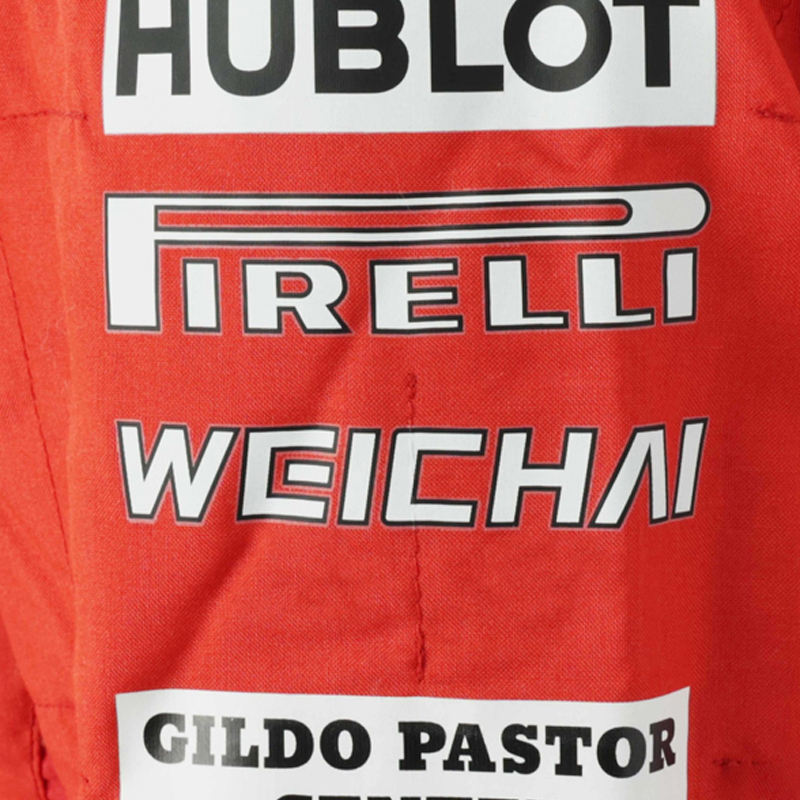 HUBLOT
PIRELLI
WEICHAI
GILDO PASTOR